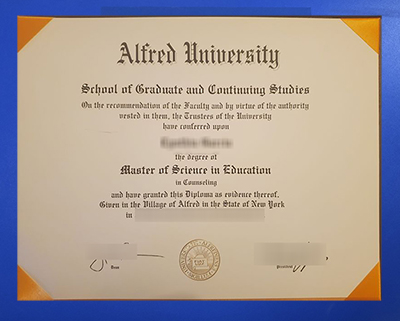 Alfred University
School of Graduate and Continuing Studies
On the recommendation of the Faculty and by virtue of the authority
vested in them, the Trustees of the University
have conferred upon
the degree of
Master of Science in Education
in Counseling
and have granted this Diploma as evidence thereof.
Given in the Village of Alfred in the State of New York
in
Dean
President